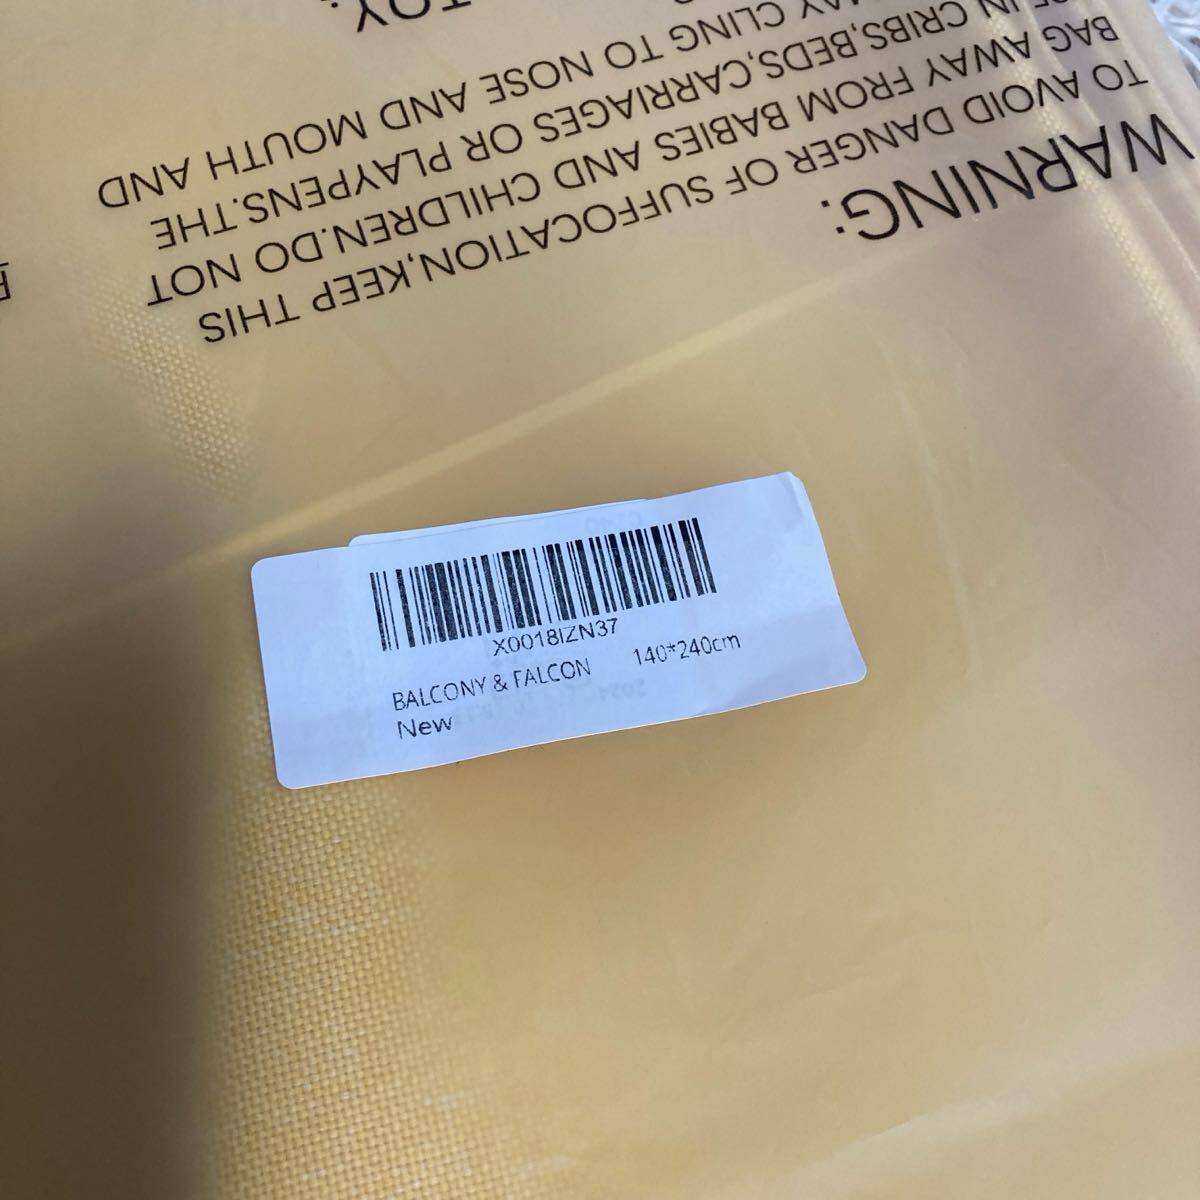 X0018IZN37
BALCONY & FALCON 140*240cm
New
WARNING:
TO AVOID DANGER OF SUFFOCATION,KEEP THIS
BAG AWAY FROM BABIES AND CHILDREN.DO NOT
IN CRIBS,BEDS,CARRIAGES OR PLAYPENS.THE
MAY CLING TO NOSE AND MOUTH AND
TOY.